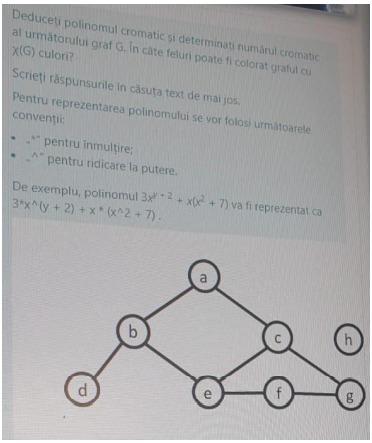 Deduceți polinomul cromatic și determinați numărul cromatic
al următorului graf G. În câte feluri poate fi colorat graful cu
χ(G) culori?
Scrieți răspunsurile în căsuța text de mai jos.
Pentru reprezentarea polinomului se vor folosi următoarele
convenții:
• „*” pentru înmulțire;
• „^” pentru ridicare la putere.
De exemplu, polinomul 3xʸ⁺² + x(x² + 7) va fi reprezentat ca
3*x^(y + 2) + x * (x^2 + 7) .
a
b
c
h
d
e
f
g